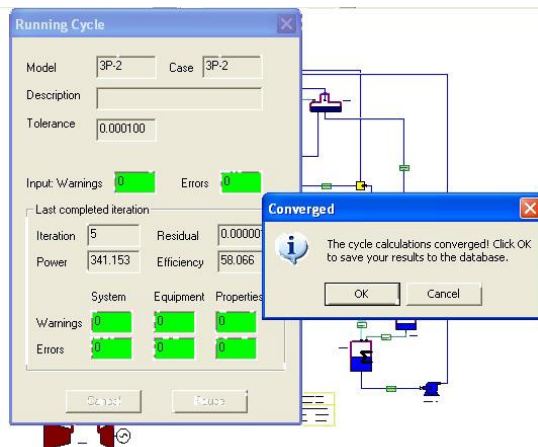 Running Cycle
Model 3P-2 Case 3P-2
Description
Tolerance 0.000100
Input: Warnings 0 Errors 0
Last completed iteration
Iteration 5 Residual 0.00000
Power 341.153 Efficiency 58.066
System Equipment Properties
Warnings 0 0 0
Errors 0 0 0
Cancel Pause
Converged
The cycle calculations converged! Click OK
to save your results to the database.
OK Cancel